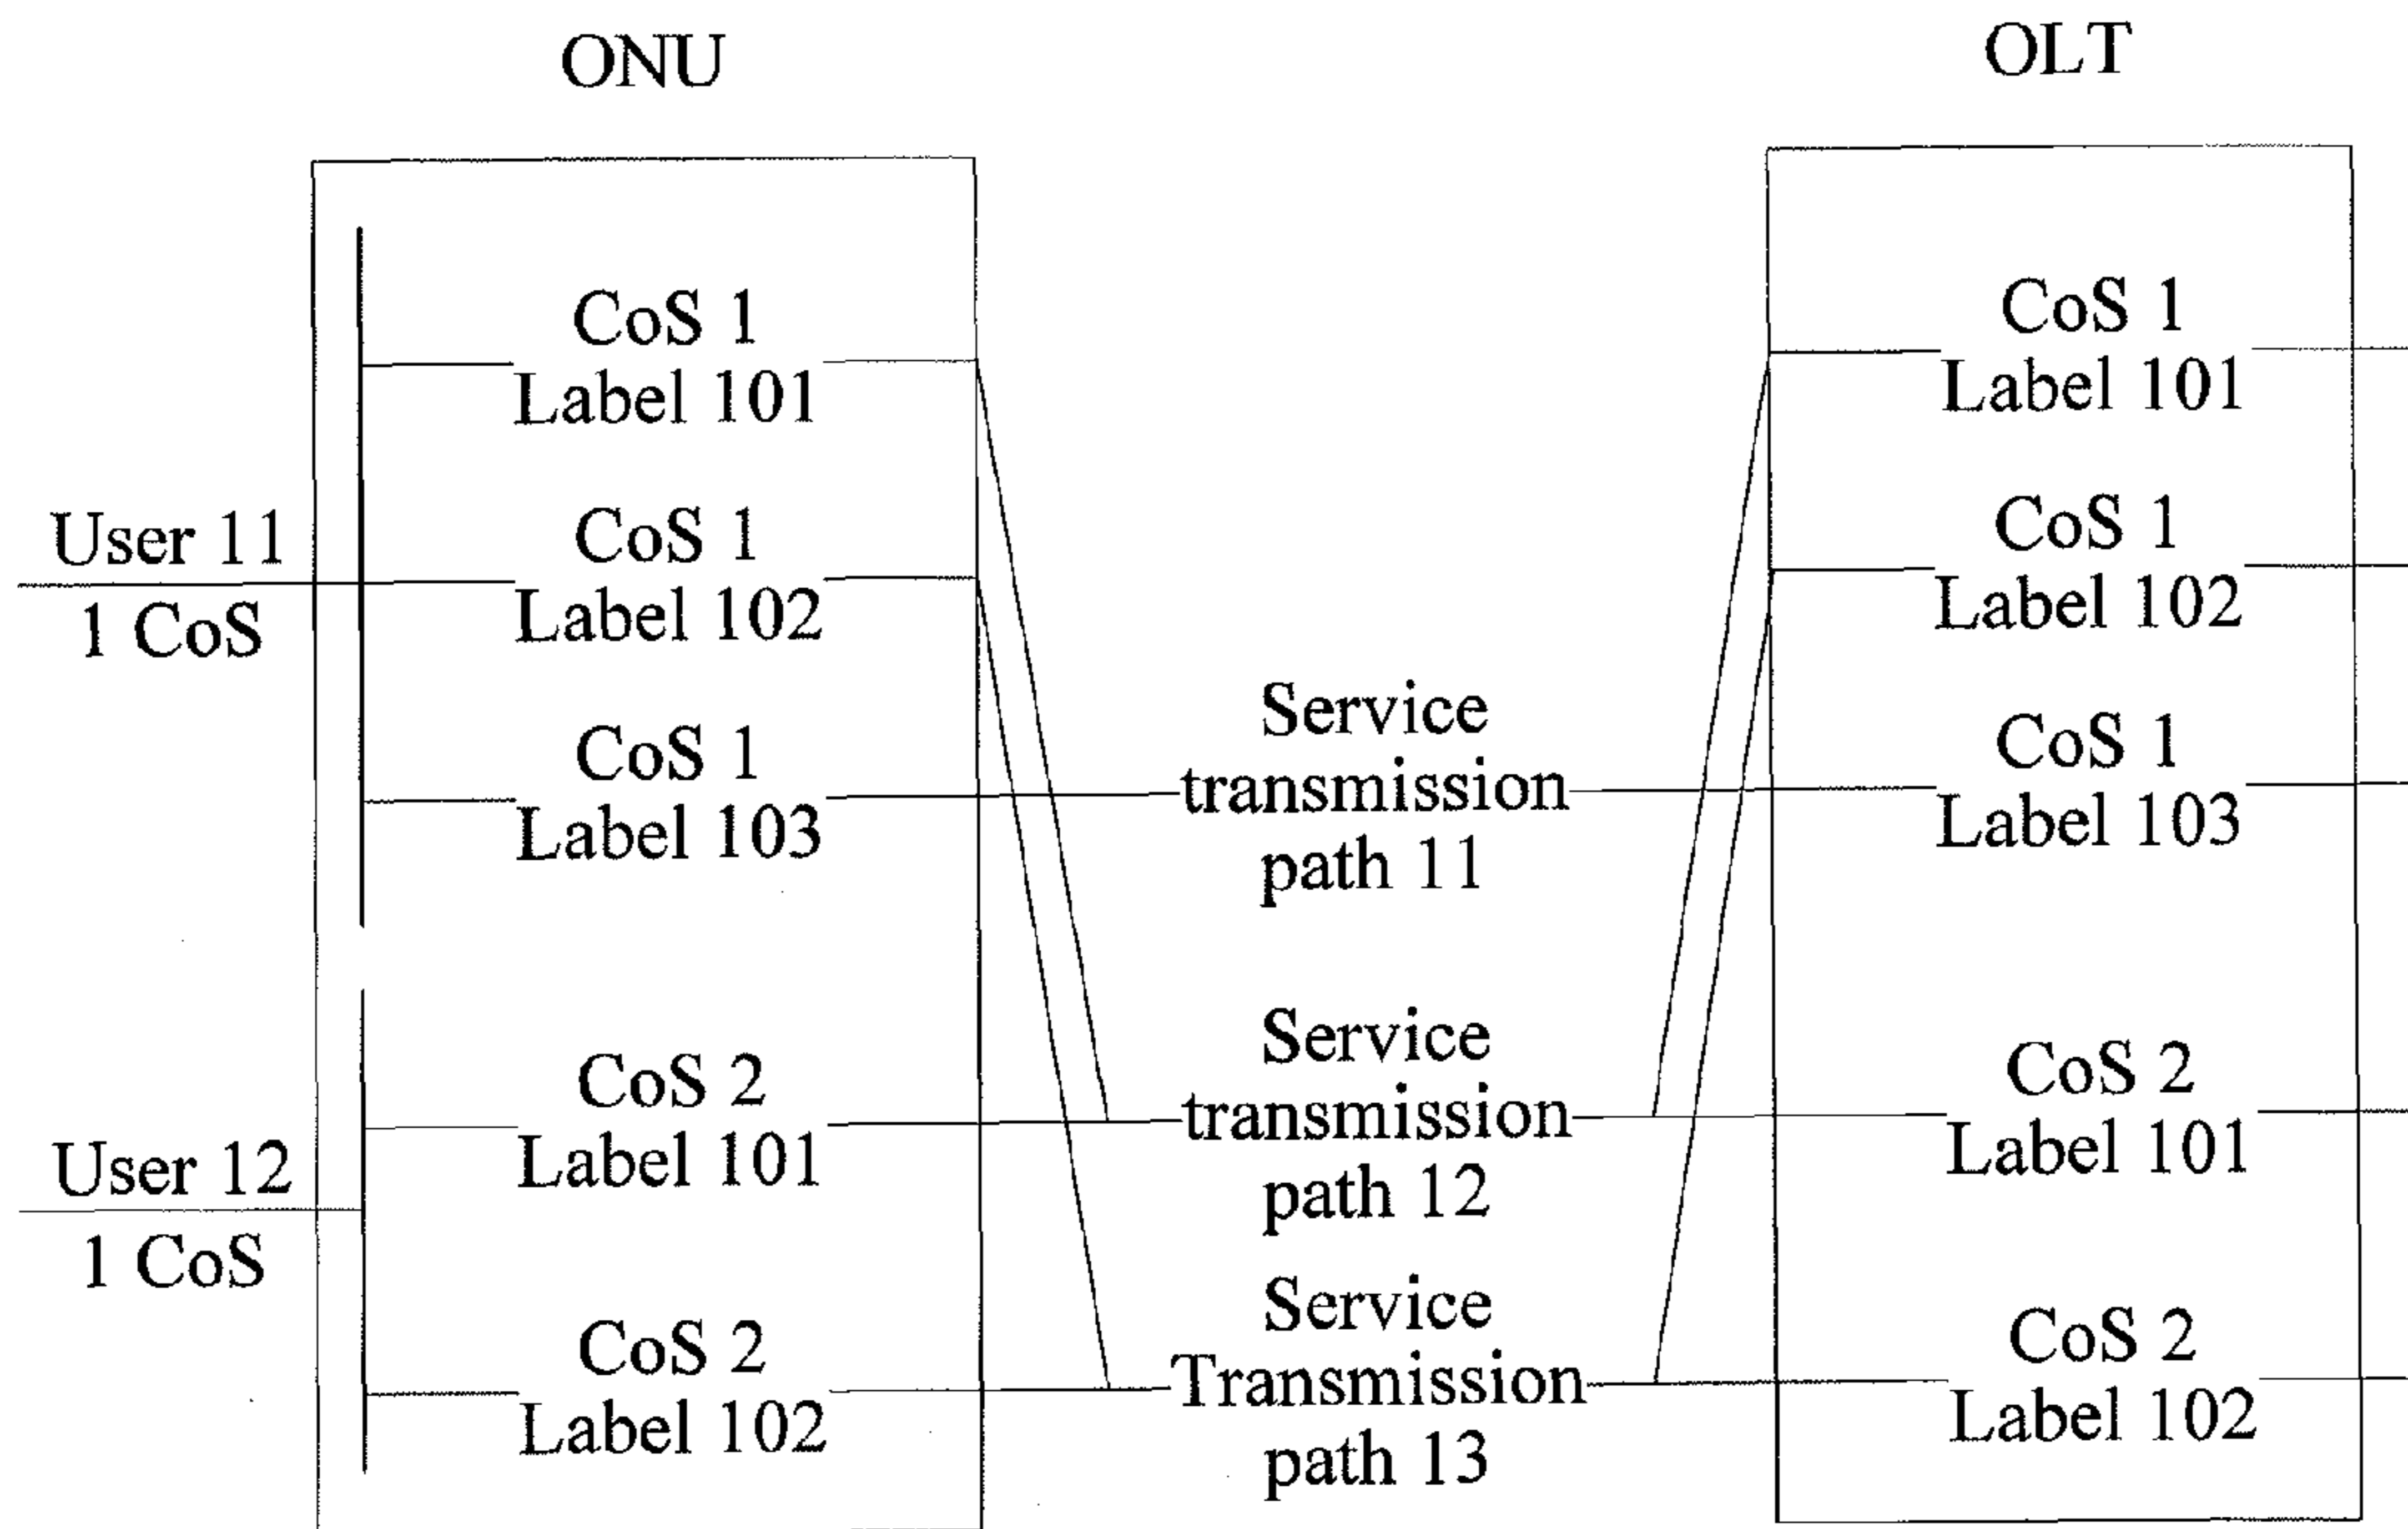 ONU
OLT
CoS 1
Label 101
User 11
1 CoS
CoS 1
Label 102
CoS 1
Label 103
User 12
1 CoS
CoS 2
Label 101
CoS 2
Label 102
Service
transmission
path 11
Service
transmission
path 12
Service
Transmission
path 13
CoS 1
Label 101
CoS 1
Label 102
CoS 1
Label 103
CoS 2
Label 101
CoS 2
Label 102